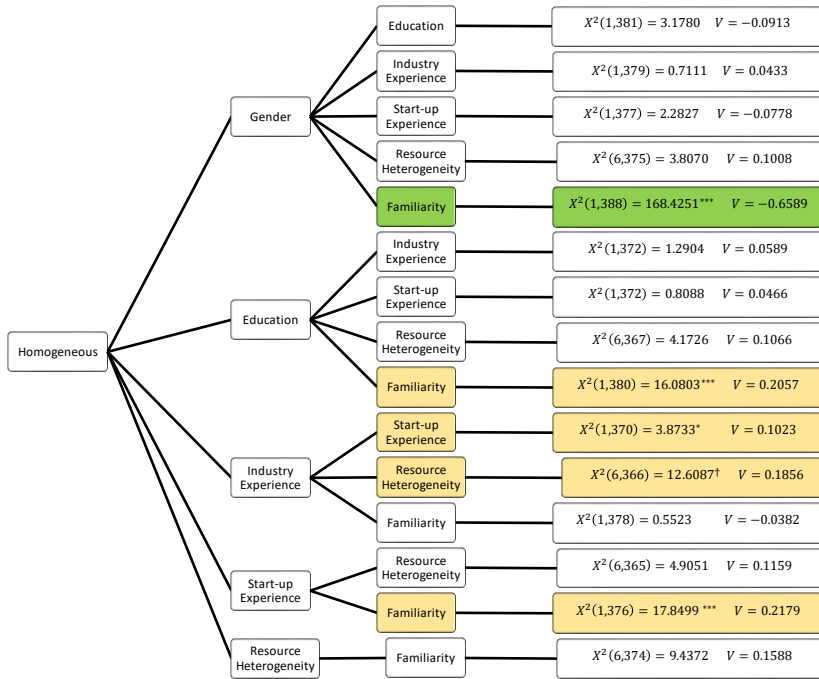 Homogeneous
Gender
Education
X²(1,381) = 3.1780 V = −0.0913
Industry
Experience
X²(1,379) = 0.7111 V = 0.0433
Start-up
Experience
X²(1,377) = 2.2827 V = −0.0778
Resource
Heterogeneity
X²(6,375) = 3.8070 V = 0.1008
Familiarity
X²(1,388) = 168.4251*** V = −0.6589
Education
Industry
Experience
X²(1,372) = 1.2904 V = 0.0589
Start-up
Experience
X²(1,372) = 0.8088 V = 0.0466
Resource
Heterogeneity
X²(6,367) = 4.1726 V = 0.1066
Familiarity
X²(1,380) = 16.0803*** V = 0.2057
Industry
Experience
Start-up
Experience
X²(1,370) = 3.8733* V = 0.1023
Resource
Heterogeneity
X²(6,366) = 12.6087† V = 0.1856
Familiarity
X²(1,378) = 0.5523 V = −0.0382
Start-up
Experience
Resource
Heterogeneity
X²(6,365) = 4.9051 V = 0.1159
Familiarity
X²(1,376) = 17.8499 *** V = 0.2179
Resource
Heterogeneity
Familiarity
X²(6,374) = 9.4372 V = 0.1588